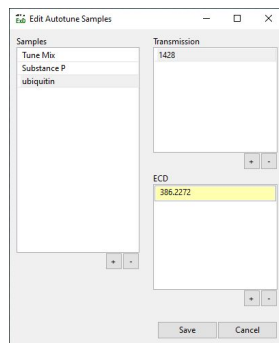 Edit Autotune Samples
Samples
Tune Mix
Substance P
ubiquitin
+ -
Transmission
1428
+ -
ECD
386.2272
+ -
Save Cancel